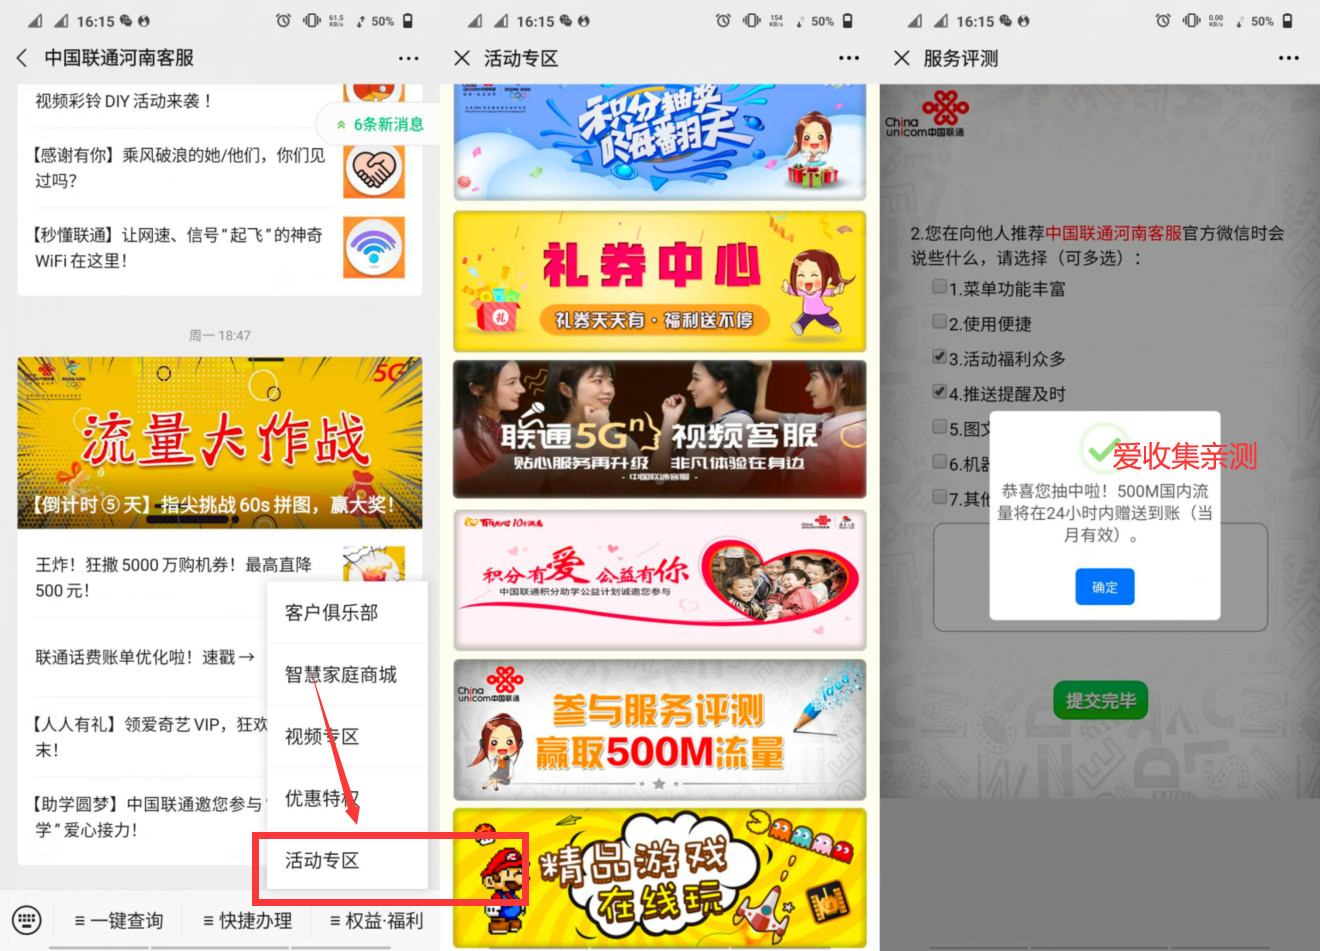 16:15
61.5
KB/s
50%
中国联通河南客服
视频彩铃 DIY 活动来袭！
6条新消息
【感谢有你】乘风破浪的她/他们，你们见
过吗？
【秒懂联通】让网速、信号“起飞”的神奇
WiFi 在这里！
周一 18:47
5G
流量大作战
【倒计时⑤天】指尖挑战 60s 拼图，赢大奖！
王炸！狂撒 5000 万购机券！最高直降
500 元！
联通话费账单优化啦！速戳→
【人人有礼】领爱奇艺 VIP，狂欢
末！
【助学圆梦】中国联通邀您参与“
学”爱心接力！
客户俱乐部
智慧家庭商城
视频专区
优惠特权
活动专区
一键查询
快捷办理
权益·福利
16:15
154
KB/s
50%
活动专区
积分抽奖
嗨翻天
礼券中心
礼券天天有·福利送不停
礼
联通5Gⁿ 视频客服
贴心服务再升级 非凡体验在身边
-中国联通客服-
积分有爱 公益有你
中国联通积分助学公益计划诚邀您参与
China
unicom中国联通
idea
参与服务评测
赢取500M流量
精品游戏
在线玩
16:15
0.00
KB/s
50%
服务评测
China
unicom中国联通
2.您在向他人推荐中国联通河南客服官方微信时会
说些什么，请选择（可多选）：
1.菜单功能丰富
2.使用便捷
3.活动福利众多
4.推送提醒及时
5.图文
6.机器
7.其他
爱收集亲测
恭喜您抽中啦！500M国内流
量将在24小时内赠送到账（当
月有效）。
确定
提交完毕